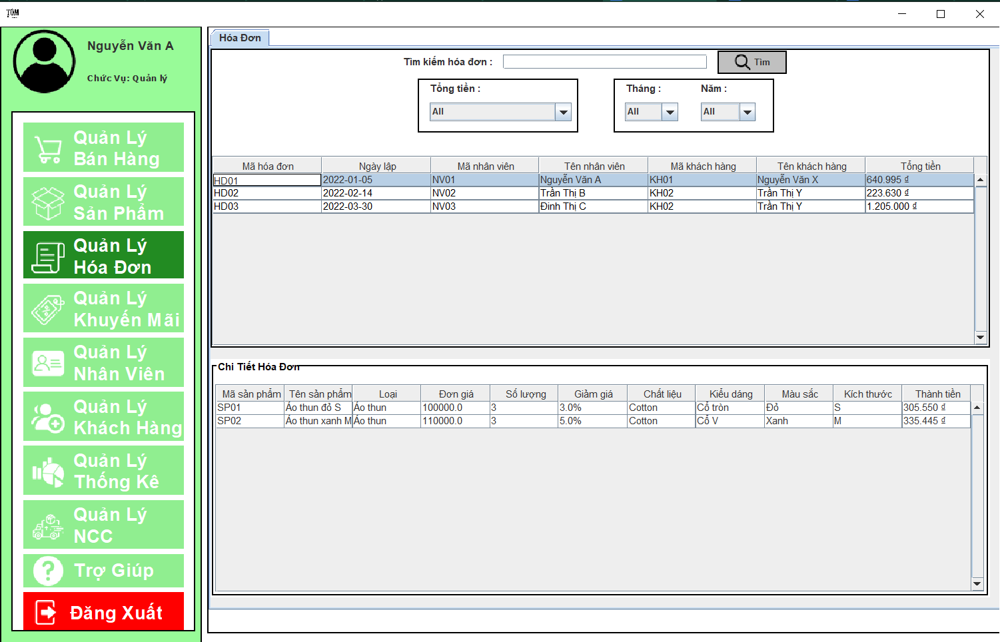 TOM
Nguyễn Văn A
Chức Vụ: Quản lý
Quản Lý
Bán Hàng
Quản Lý
Sản Phẩm
Quản Lý
Hóa Đơn
Quản Lý
Khuyến Mãi
Quản Lý
Nhân Viên
Quản Lý
Khách Hàng
Quản Lý
Thống Kê
Quản Lý
NCC
Trợ Giúp
Đăng Xuất
Hóa Đơn
Tìm kiếm hóa đơn : Tìm
Tổng tiền : Tháng : Năm :
All All All
Mã hóa đơn Ngày lập Mã nhân viên Tên nhân viên Mã khách hàng Tên khách hàng Tổng tiền
HD01 2022-01-05 NV01 Nguyễn Văn A KH01 Nguyễn Văn X 640.995 ₫
HD02 2022-02-14 NV02 Trần Thị B KH02 Trần Thị Y 223.630 ₫
HD03 2022-03-30 NV03 Đinh Thị C KH02 Trần Thị Y 1.205.000 ₫
Chi Tiết Hóa Đơn
Mã sản phẩm Tên sản phẩm Loại Đơn giá Số lượng Giảm giá Chất liệu Kiểu dáng Màu sắc Kích thước Thành tiền
SP01 Áo thun đỏ S Áo thun 100000.0 3 3.0% Cotton Cổ tròn Đỏ S 305.550 ₫
SP02 Áo thun xanh M Áo thun 110000.0 3 5.0% Cotton Cổ V Xanh M 335.445 ₫